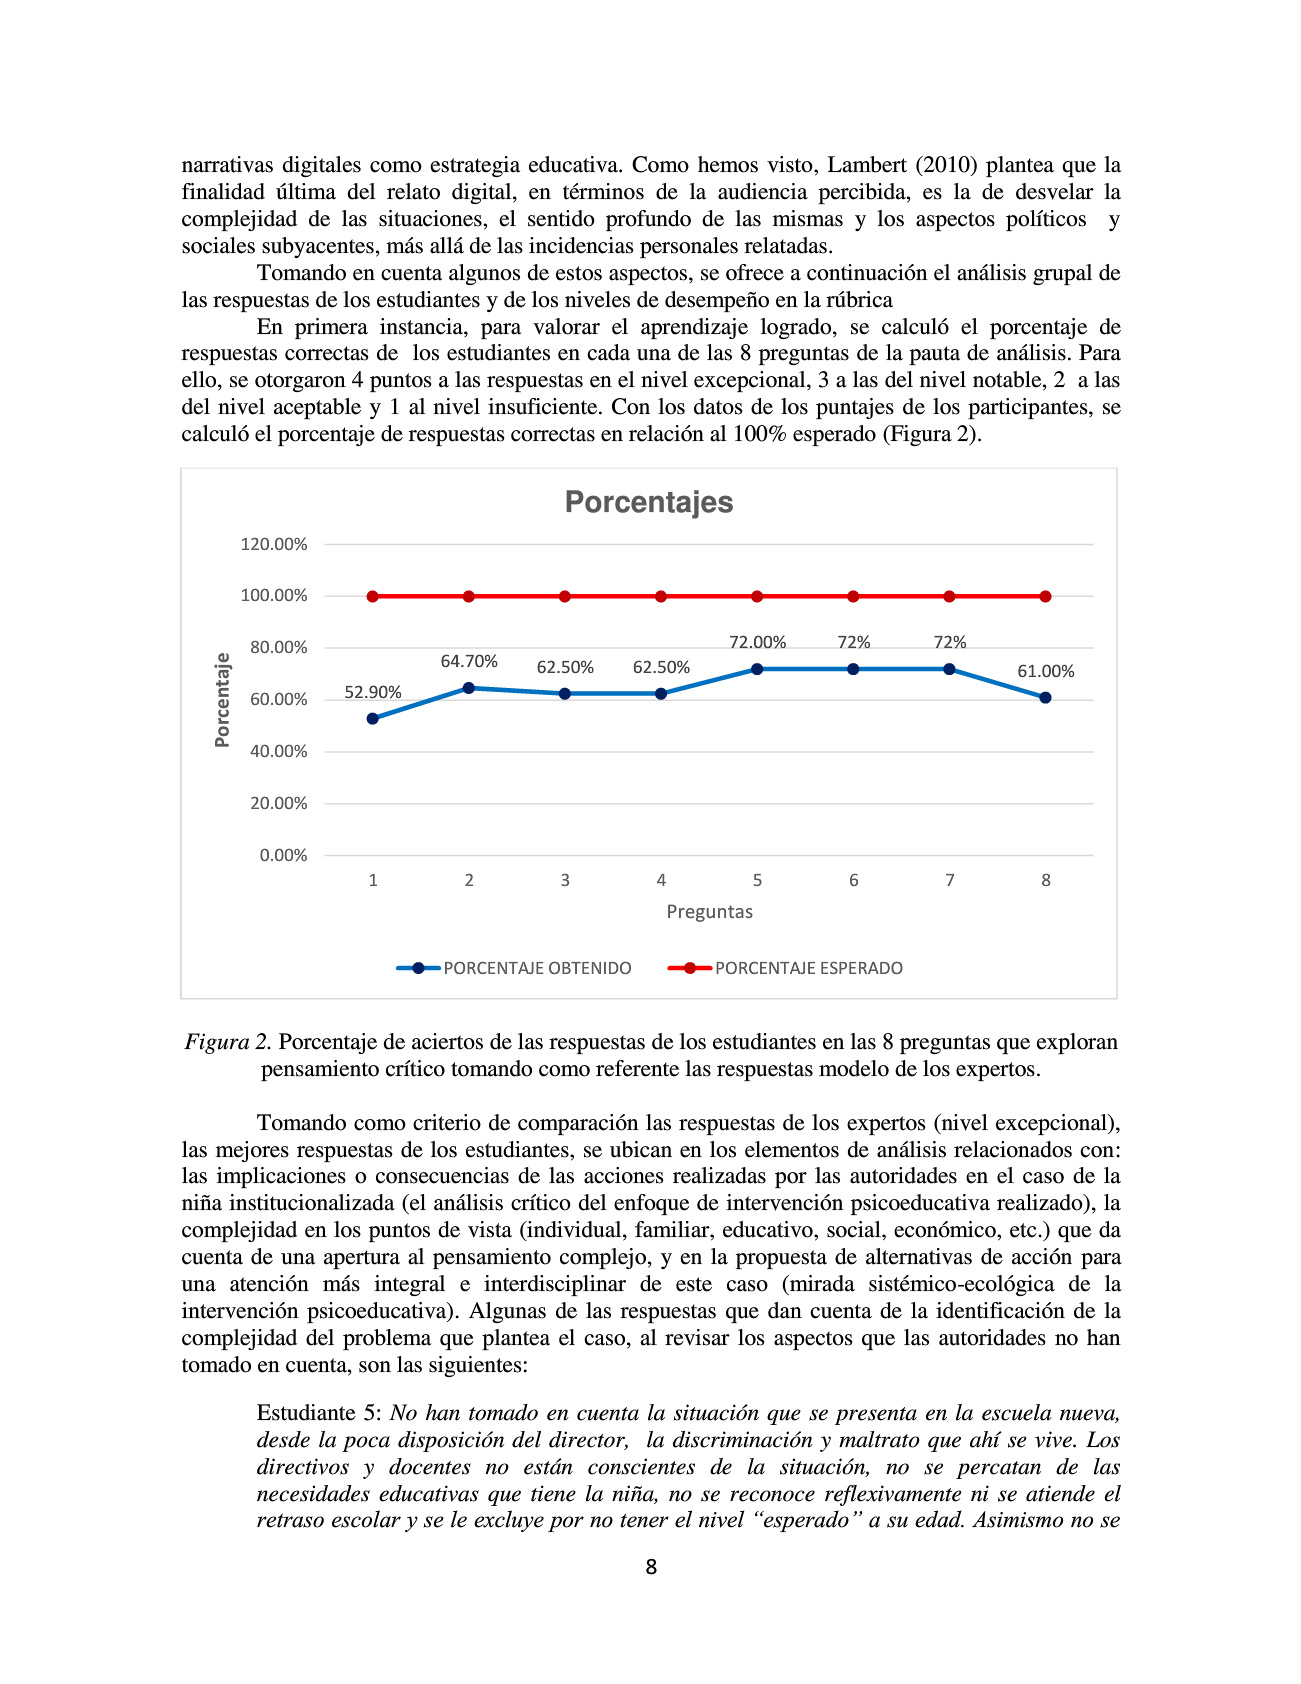 narrativas digitales como estrategia educativa. Como hemos visto, Lambert (2010) plantea que la
finalidad última del relato digital, en términos de la audiencia percibida, es la de desvelar la
complejidad de las situaciones, el sentido profundo de las mismas y los aspectos políticos y
sociales subyacentes, más allá de las incidencias personales relatadas.
Tomando en cuenta algunos de estos aspectos, se ofrece a continuación el análisis grupal de
las respuestas de los estudiantes y de los niveles de desempeño en la rúbrica
En primera instancia, para valorar el aprendizaje logrado, se calculó el porcentaje de
respuestas correctas de los estudiantes en cada una de las 8 preguntas de la pauta de análisis. Para
ello, se otorgaron 4 puntos a las respuestas en el nivel excepcional, 3 a las del nivel notable, 2 a las
del nivel aceptable y 1 al nivel insuficiente. Con los datos de los puntajes de los participantes, se
calculó el porcentaje de respuestas correctas en relación al 100% esperado (Figura 2).
Porcentajes
120.00%
100.00%
80.00%
60.00%
40.00%
20.00%
0.00%
Porcentaje
52.90%
64.70%
62.50%
62.50%
72.00%
72%
72%
61.00%
1 2 3 4 5 6 7 8
Preguntas
PORCENTAJE OBTENIDO PORCENTAJE ESPERADO
Figura 2. Porcentaje de aciertos de las respuestas de los estudiantes en las 8 preguntas que exploran
pensamiento crítico tomando como referente las respuestas modelo de los expertos.
Tomando como criterio de comparación las respuestas de los expertos (nivel excepcional),
las mejores respuestas de los estudiantes, se ubican en los elementos de análisis relacionados con:
las implicaciones o consecuencias de las acciones realizadas por las autoridades en el caso de la
niña institucionalizada (el análisis crítico del enfoque de intervención psicoeducativa realizado), la
complejidad en los puntos de vista (individual, familiar, educativo, social, económico, etc.) que da
cuenta de una apertura al pensamiento complejo, y en la propuesta de alternativas de acción para
una atención más integral e interdisciplinar de este caso (mirada sistémico-ecológica de la
intervención psicoeducativa). Algunas de las respuestas que dan cuenta de la identificación de la
complejidad del problema que plantea el caso, al revisar los aspectos que las autoridades no han
tomado en cuenta, son las siguientes:
Estudiante 5: No han tomado en cuenta la situación que se presenta en la escuela nueva,
desde la poca disposición del director, la discriminación y maltrato que ahí se vive. Los
directivos y docentes no están conscientes de la situación, no se percatan de las
necesidades educativas que tiene la niña, no se reconoce reflexivamente ni se atiende el
retraso escolar y se le excluye por no tener el nivel “esperado” a su edad. Asimismo no se
8